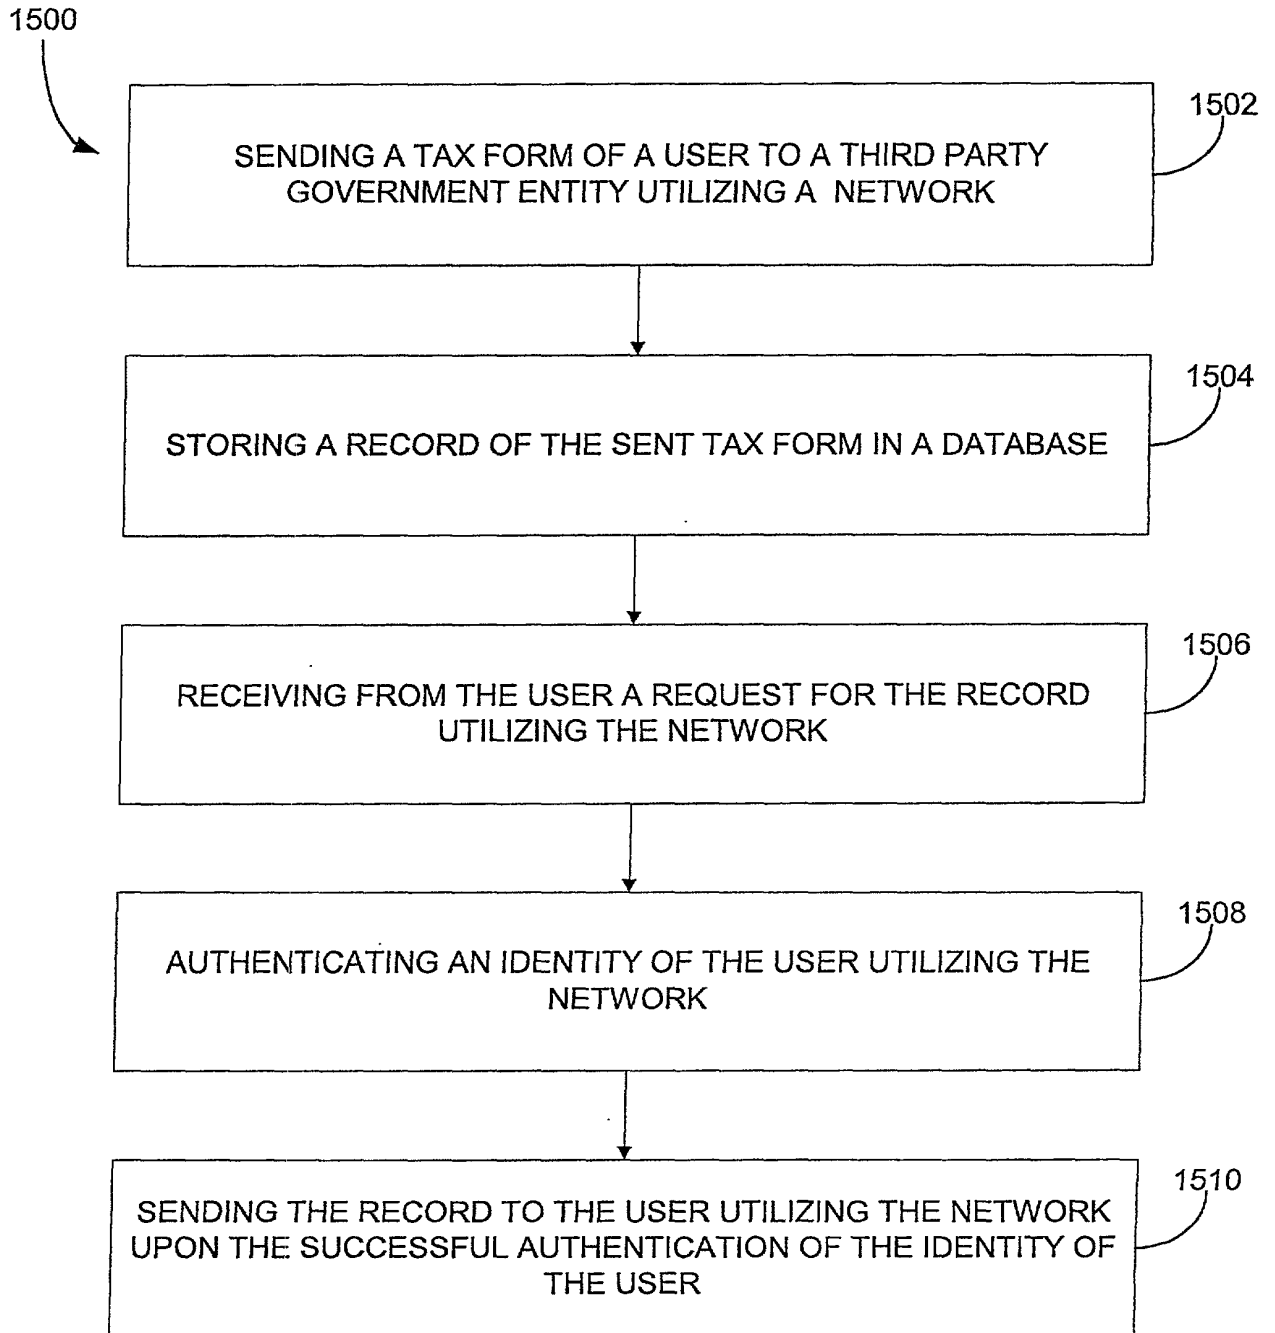 1500
1502
SENDING A TAX FORM OF A USER TO A THIRD PARTY
GOVERNMENT ENTITY UTILIZING A NETWORK
1504
STORING A RECORD OF THE SENT TAX FORM IN A DATABASE
1506
RECEIVING FROM THE USER A REQUEST FOR THE RECORD
UTILIZING THE NETWORK
1508
AUTHENTICATING AN IDENTITY OF THE USER UTILIZING THE
NETWORK
1510
SENDING THE RECORD TO THE USER UTILIZING THE NETWORK
UPON THE SUCCESSFUL AUTHENTICATION OF THE IDENTITY OF
THE USER